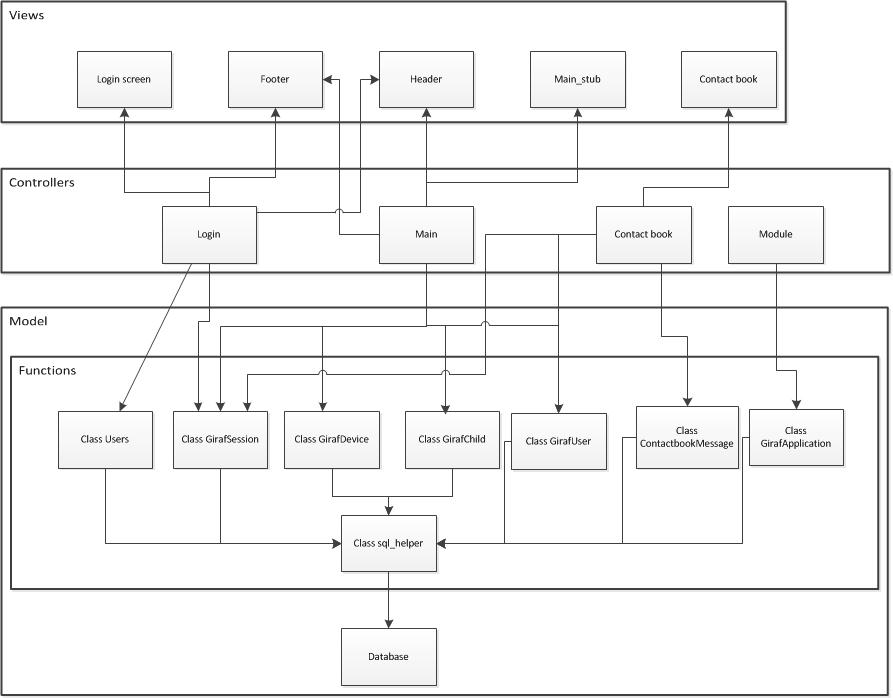 Views
Login screen
Footer
Header
Main_stub
Contact book
Controllers
Login
Main
Contact book
Module
Model
Functions
Class Users
Class GirafSession
Class GirafDevice
Class GirafChild
Class GirafUser
Class
ContactbookMessage
Class
GirafApplication
Class sql_helper
Database